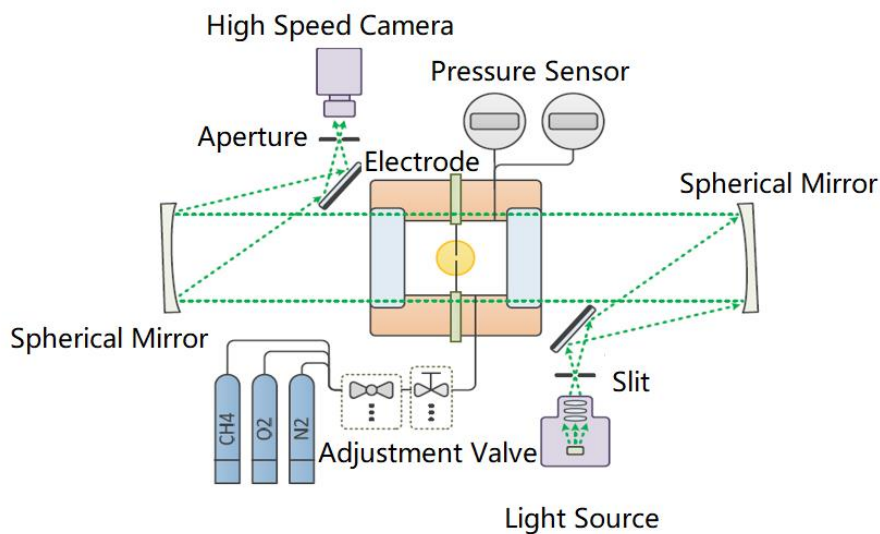 High Speed Camera
Pressure Sensor
Aperture
Electrode
Spherical Mirror
Spherical Mirror
Slit
CH4
O2
N2
Adjustment Valve
Light Source